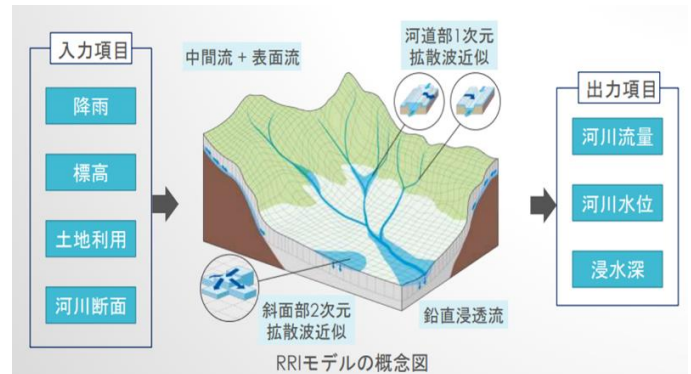 入力項目
降雨
標高
土地利用
河川断面
中間流 + 表面流
河道部1次元
拡散波近似
斜面部2次元
拡散波近似
鉛直浸透流
出力項目
河川流量
河川水位
浸水深
RRIモデルの概念図